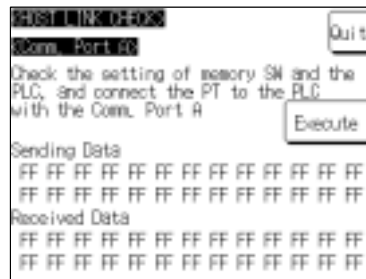 <HOST LINK CHECK>
Quit
<Comm. Port A>
Check the setting of memory SW and the
PLC, and connect the PT to the PLC
with the Comm. Port A
Execute
Sending Data
FF FF FF FF FF FF FF FF FF FF FF FF FF
FF FF FF FF FF FF FF FF FF FF FF FF FF
Received Data
FF FF FF FF FF FF FF FF FF FF FF FF FF
FF FF FF FF FF FF FF FF FF FF FF FF FF